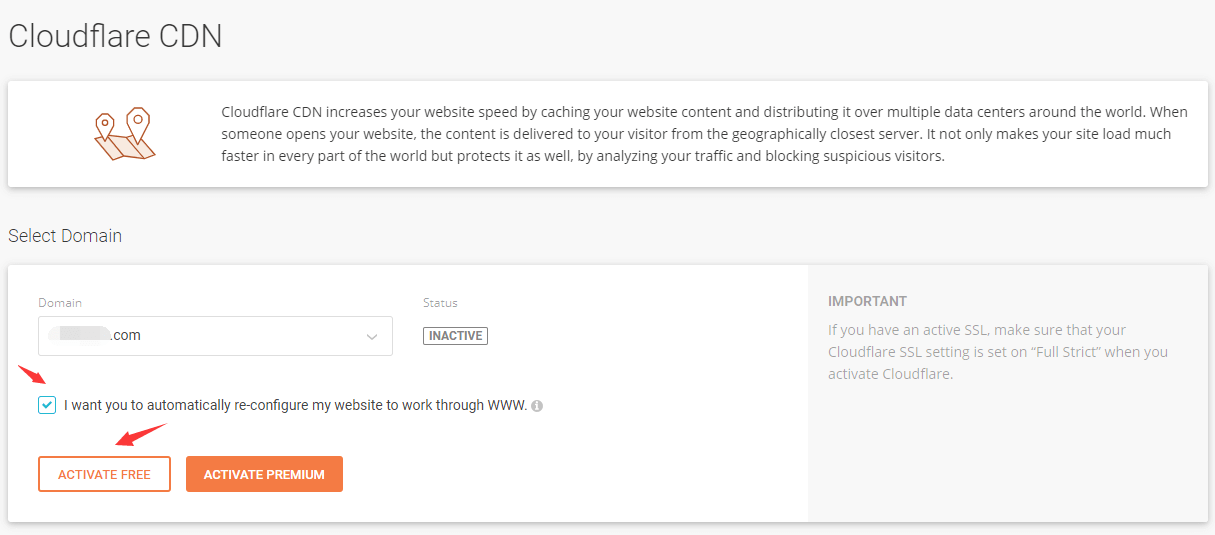 Cloudflare CDN
Cloudflare CDN increases your website speed by caching your website content and distributing it over multiple data centers around the world. When
someone opens your website, the content is delivered to your visitor from the geographically closest server. It not only makes your site load much
faster in every part of the world but protects it as well, by analyzing your traffic and blocking suspicious visitors.
Select Domain
Domain
Status
.com
INACTIVE
I want you to automatically re-configure my website to work through WWW.
ACTIVATE FREE
ACTIVATE PREMIUM
IMPORTANT
If you have an active SSL, make sure that your
Cloudflare SSL setting is set on “Full Strict” when you
activate Cloudflare.